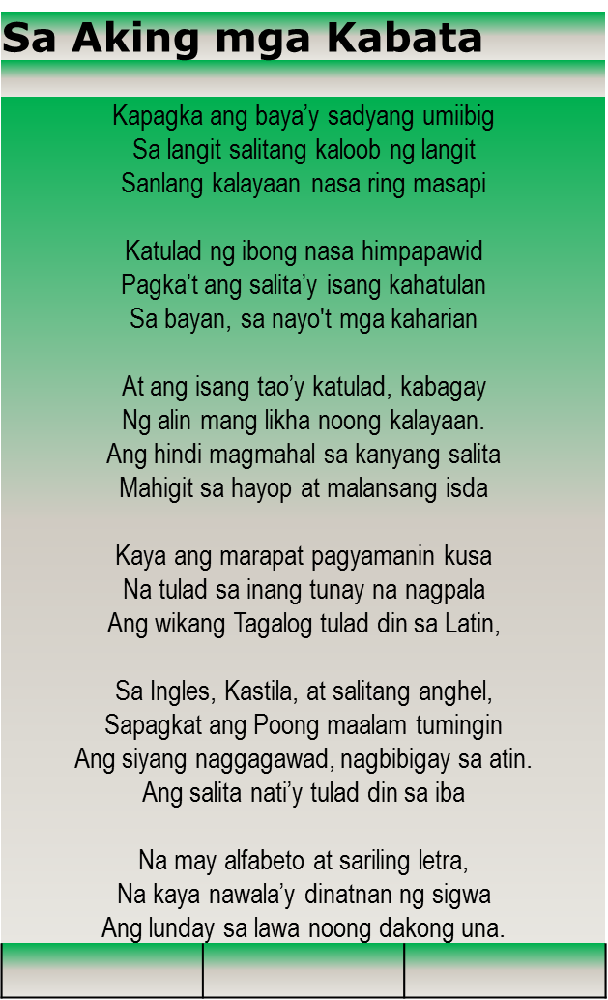 Sa Aking mga Kabata
Kapagka ang baya’y sadyang umiibig
Sa langit salitang kaloob ng langit
Sanlang kalayaan nasa ring masapi
Katulad ng ibong nasa himpapawid
Pagka’t ang salita’y isang kahatulan
Sa bayan, sa nayo't mga kaharian
At ang isang tao’y katulad, kabagay
Ng alin mang likha noong kalayaan.
Ang hindi magmahal sa kanyang salita
Mahigit sa hayop at malansang isda
Kaya ang marapat pagyamanin kusa
Na tulad sa inang tunay na nagpala
Ang wikang Tagalog tulad din sa Latin,
Sa Ingles, Kastila, at salitang anghel,
Sapagkat ang Poong maalam tumingin
Ang siyang naggagawad, nagbibigay sa atin.
Ang salita nati’y tulad din sa iba
Na may alfabeto at sariling letra,
Na kaya nawala’y dinatnan ng sigwa
Ang lunday sa lawa noong dakong una.